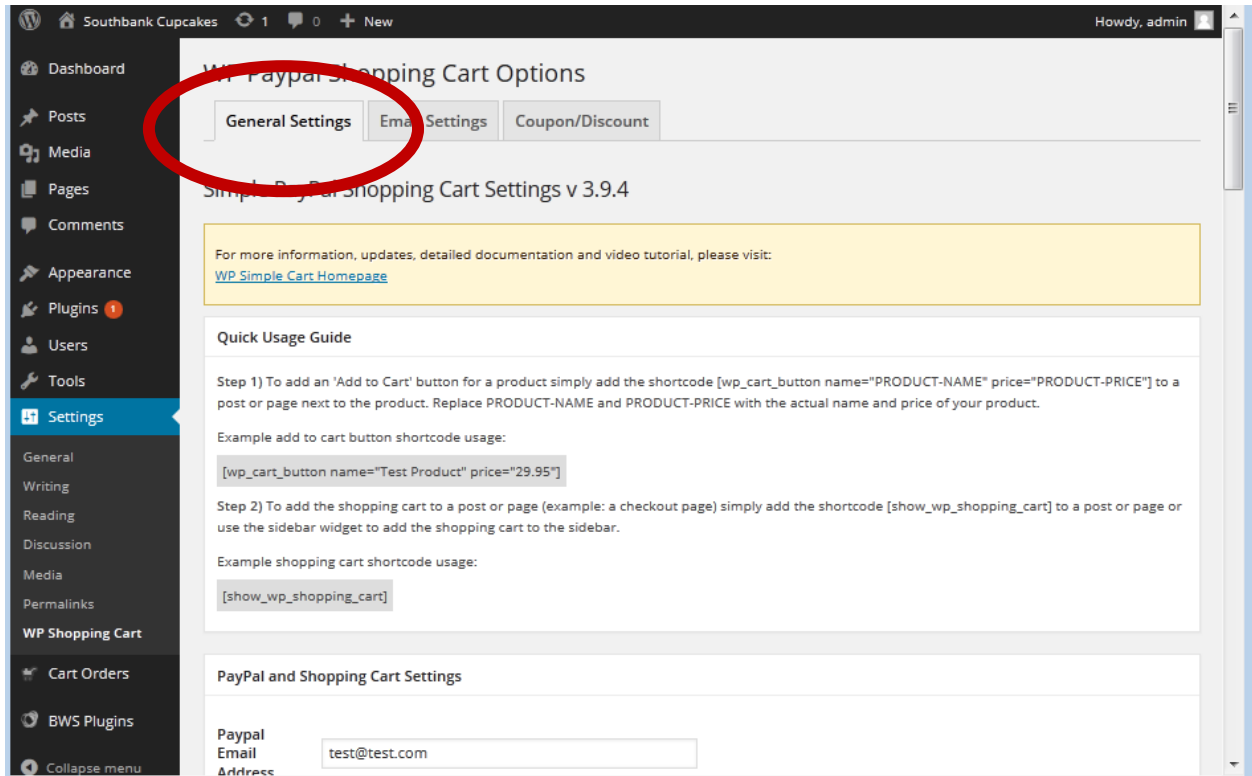 Southbank Cupcakes 1 0 + New Howdy, admin
Dashboard
Posts
Media
Pages
Comments
Appearance
Plugins 1
Users
Tools
Settings
General
Writing
Reading
Discussion
Media
Permalinks
WP Shopping Cart
Cart Orders
BWS Plugins
Collapse menu
WP Paypal Shopping Cart Options
General Settings Email Settings Coupon/Discount
Simple PayPal Shopping Cart Settings v 3.9.4
For more information, updates, detailed documentation and video tutorial, please visit:
WP Simple Cart Homepage
Quick Usage Guide
Step 1) To add an 'Add to Cart' button for a product simply add the shortcode [wp_cart_button name="PRODUCT-NAME" price="PRODUCT-PRICE"] to a
post or page next to the product. Replace PRODUCT-NAME and PRODUCT-PRICE with the actual name and price of your product.
Example add to cart button shortcode usage:
[wp_cart_button name="Test Product" price="29.95"]
Step 2) To add the shopping cart to a post or page (example: a checkout page) simply add the shortcode [show_wp_shopping_cart] to a post or page or
use the sidebar widget to add the shopping cart to the sidebar.
Example shopping cart shortcode usage:
[show_wp_shopping_cart]
PayPal and Shopping Cart Settings
Paypal
Email
Address
test@test.com